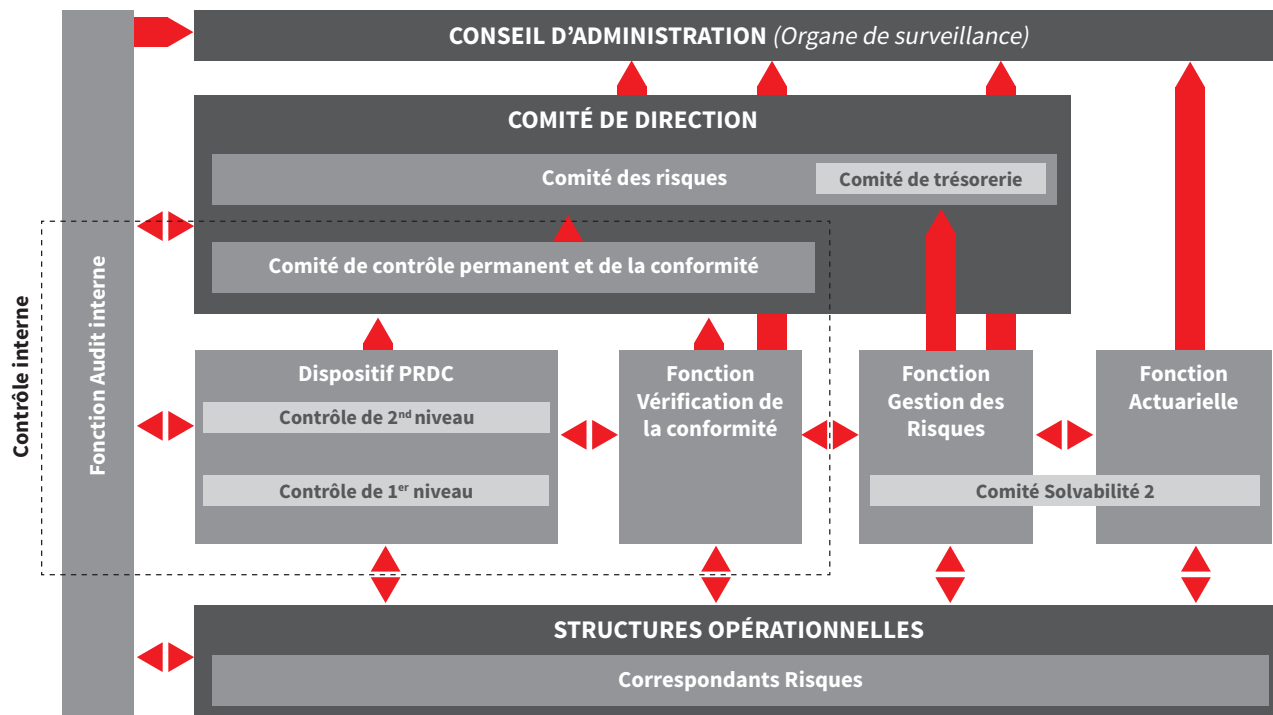 CONSEIL D’ADMINISTRATION (Organe de surveillance)
COMITÉ DE DIRECTION
Comité des risques
Comité de trésorerie
Comité de contrôle permanent et de la conformité
Contrôle interne
Fonction Audit interne
Dispositif PRDC
Contrôle de 2nd niveau
Contrôle de 1er niveau
Fonction
Vérification de
la conformité
Fonction
Gestion des
Risques
Fonction
Actuarielle
Comité Solvabilité 2
STRUCTURES OPÉRATIONNELLES
Correspondants Risques